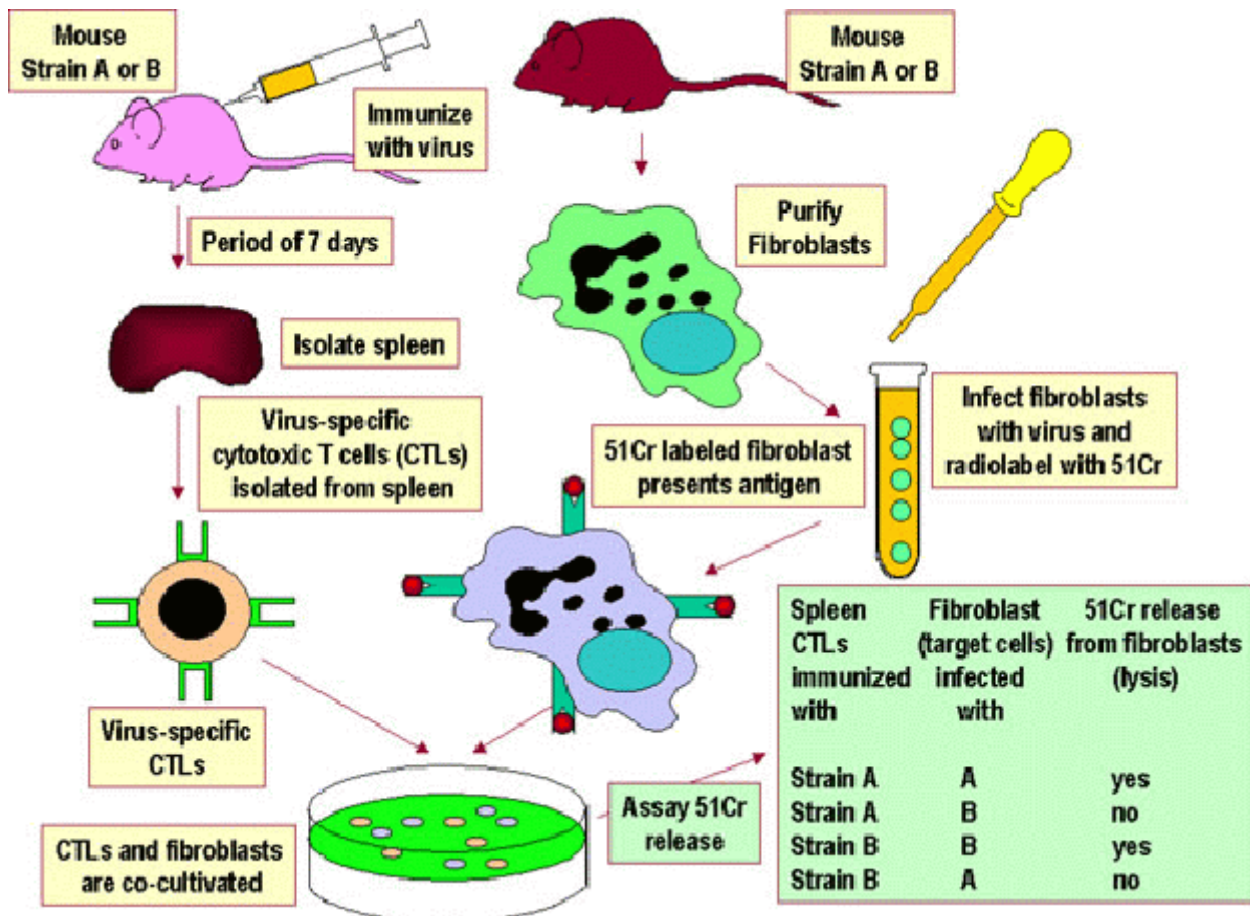 Mouse
Strain A or B
Immunize
with virus
Period of 7 days
Isolate spleen
Virus-specific
cytotoxic T cells (CTLs)
isolated from spleen
Virus-specific
CTLs
CTLs and fibroblasts
are co-cultivated
Mouse
Strain A or B
Purify
Fibroblasts
Infect fibroblasts
with virus and
radiolabel with 51Cr
51Cr labeled fibroblast
presents antigen
Assay 51Cr
release
Spleen Fibroblast 51Cr release
CTLs (target cells) from fibroblasts
immunized infected (lysis)
with with
Strain A A yes
Strain A B no
Strain B B yes
Strain B A no